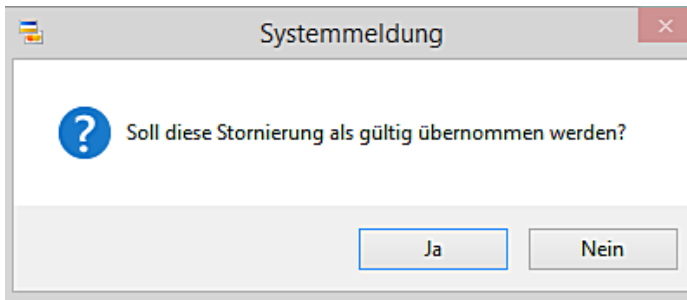 Systemmeldung
Soll diese Stornierung als gültig übernommen werden?
Ja
Nein